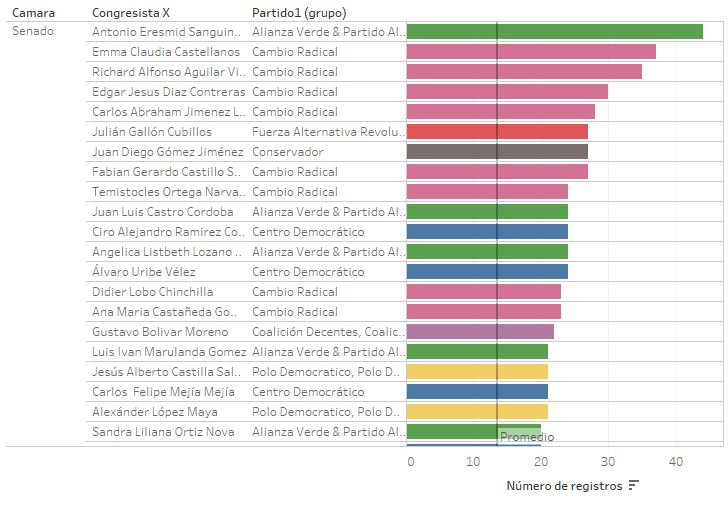 Camara Congresista X Partido1 (grupo)
Senado Antonio Eresmid Sanguin.. Alianza Verde & Partido Al..
Emma Claudia Castellanos Cambio Radical
Richard Alfonso Aguilar Vi.. Cambio Radical
Edgar Jesus Diaz Contreras Cambio Radical
Carlos Abraham Jimenez L.. Cambio Radical
Julián Gallón Cubillos Fuerza Alternativa Revolu..
Juan Diego Gómez Jiménez Conservador
Fabian Gerardo Castillo S.. Cambio Radical
Temistocles Ortega Narva.. Cambio Radical
Juan Luis Castro Cordoba Alianza Verde & Partido Al..
Ciro Alejandro Ramirez Co.. Centro Democrático
Angelica Listbeth Lozano .. Alianza Verde & Partido Al..
Álvaro Uribe Vélez Centro Democrático
Didier Lobo Chinchilla Cambio Radical
Ana Maria Castañeda Go.. Cambio Radical
Gustavo Bolivar Moreno Coalición Decentes, Coalic..
Luis Ivan Marulanda Gomez Alianza Verde & Partido Al..
Jesús Alberto Castilla Sal.. Polo Democratico, Polo D..
Carlos Felipe Mejía Mejía Centro Democrático
Alexánder López Maya Polo Democratico, Polo D..
Sandra Liliana Ortiz Nova Alianza Verde & Partido Al..
Promedio
0 10 20 30 40
Número de registros